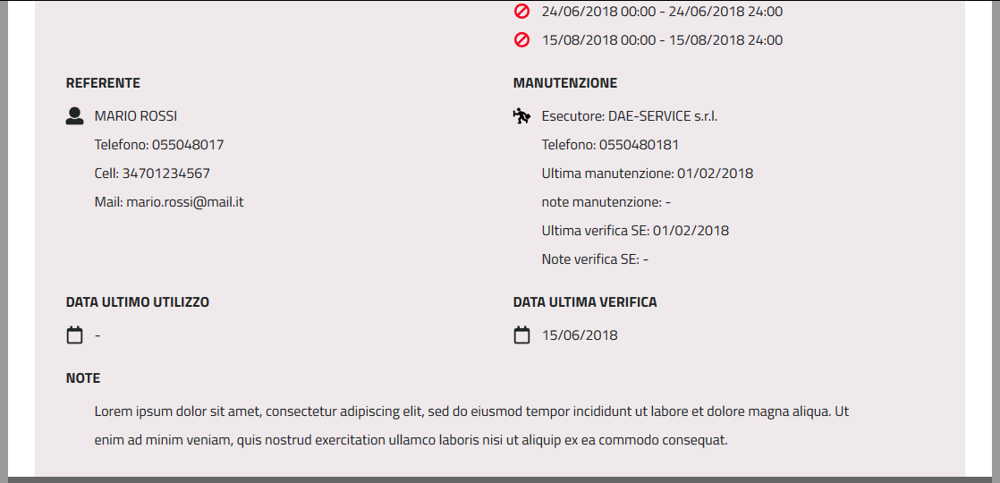 24/06/2018 00:00 - 24/06/2018 24:00
15/08/2018 00:00 - 15/08/2018 24:00
REFERENTE
MARIO ROSSI
Telefono: 055048017
Cell: 34701234567
Mail: mario.rossi@mail.it
MANUTENZIONE
Esecutore: DAE-SERVICE s.r.l.
Telefono: 0550480181
Ultima manutenzione: 01/02/2018
note manutenzione: -
Ultima verifica SE: 01/02/2018
Note verifica SE: -
DATA ULTIMO UTILIZZO
-
DATA ULTIMA VERIFICA
15/06/2018
NOTE
Lorem ipsum dolor sit amet, consectetur adipiscing elit, sed do eiusmod tempor incididunt ut labore et dolore magna aliqua. Ut
enim ad minim veniam, quis nostrud exercitation ullamco laboris nisi ut aliquip ex ea commodo consequat.